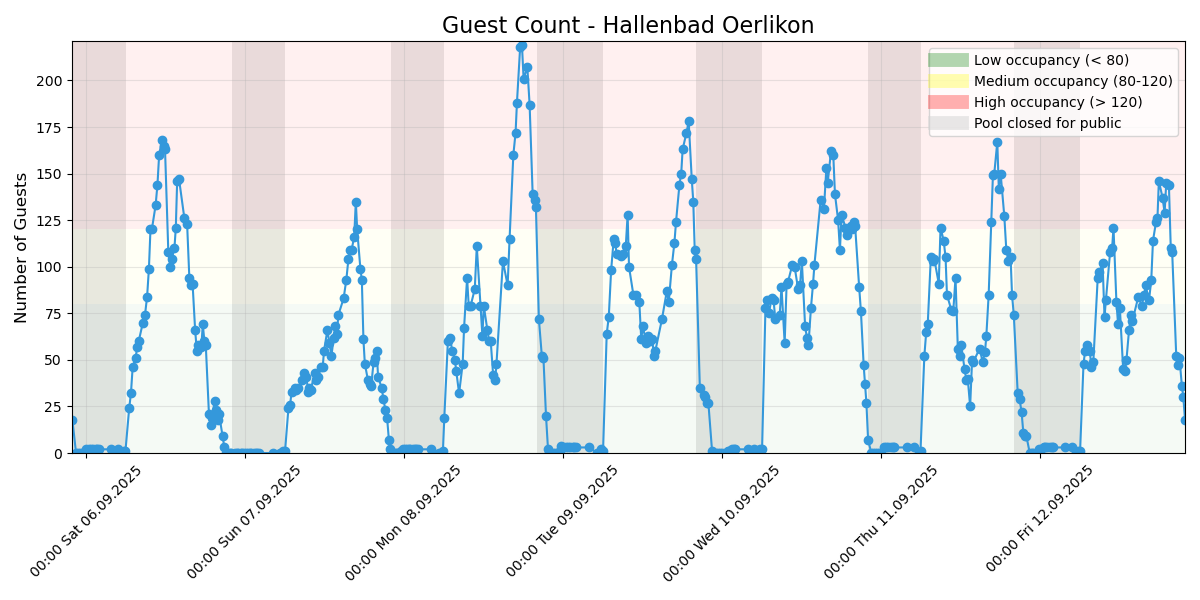 Guest Count - Hallenbad Oerlikon
Number of Guests
200
175
150
125
100
75
50
25
0
Low occupancy (< 80)
Medium occupancy (80-120)
High occupancy (> 120)
Pool closed for public
00:00 Sat 06.09.2025
00:00 Sun 07.09.2025
00:00 Mon 08.09.2025
00:00 Tue 09.09.2025
00:00 Wed 10.09.2025
00:00 Thu 11.09.2025
00:00 Fri 12.09.2025